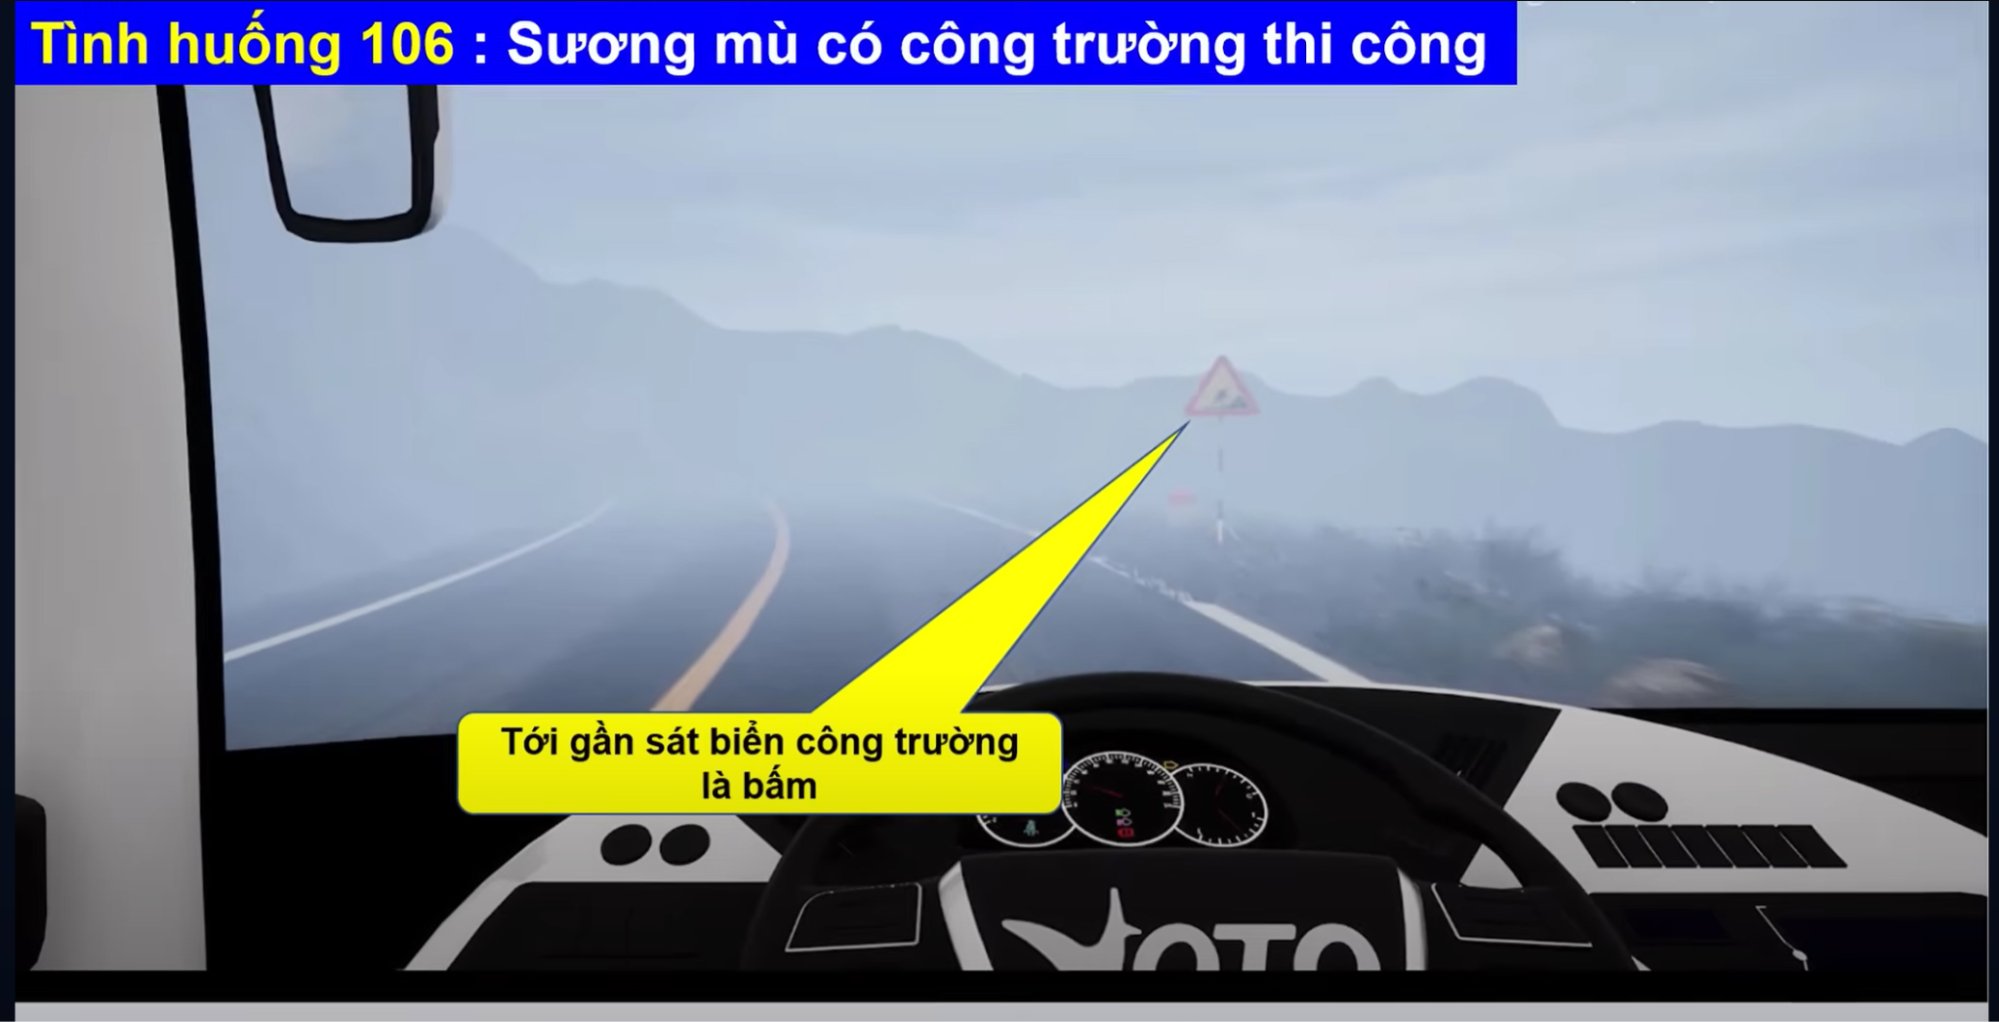 Tình huống 106 : Sương mù có công trường thi công
Tới gần sát biển công trường
là bấm
OTO